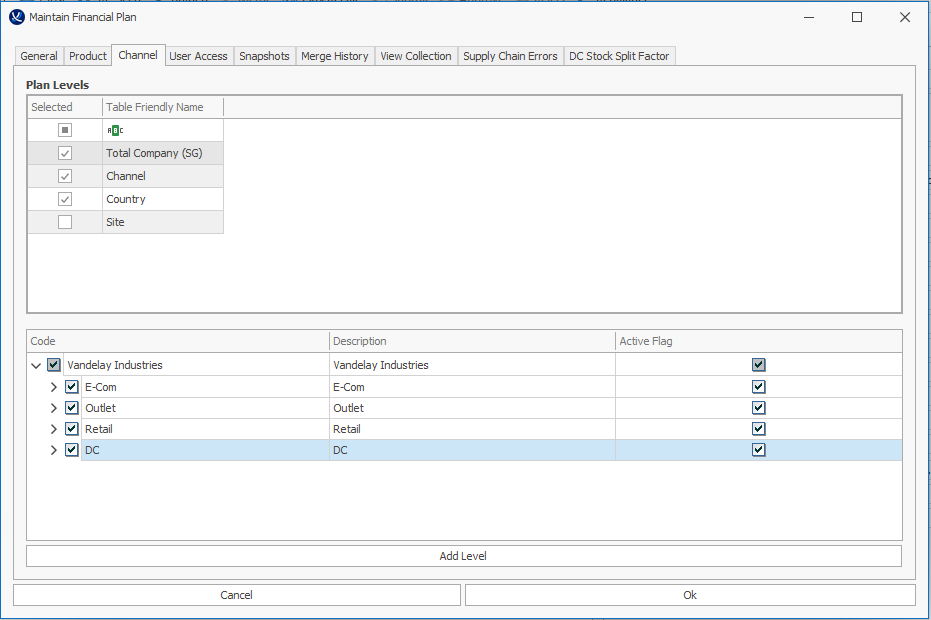 Maintain Financial Plan
General Product Channel User Access Snapshots Merge History View Collection Supply Chain Errors DC Stock Split Factor
Plan Levels
Selected Table Friendly Name
ABC
Total Company (SG)
Channel
Country
Site
Code Description Active Flag
Vandelay Industries Vandelay Industries
E-Com E-Com
Outlet Outlet
Retail Retail
DC DC
Add Level
Cancel Ok